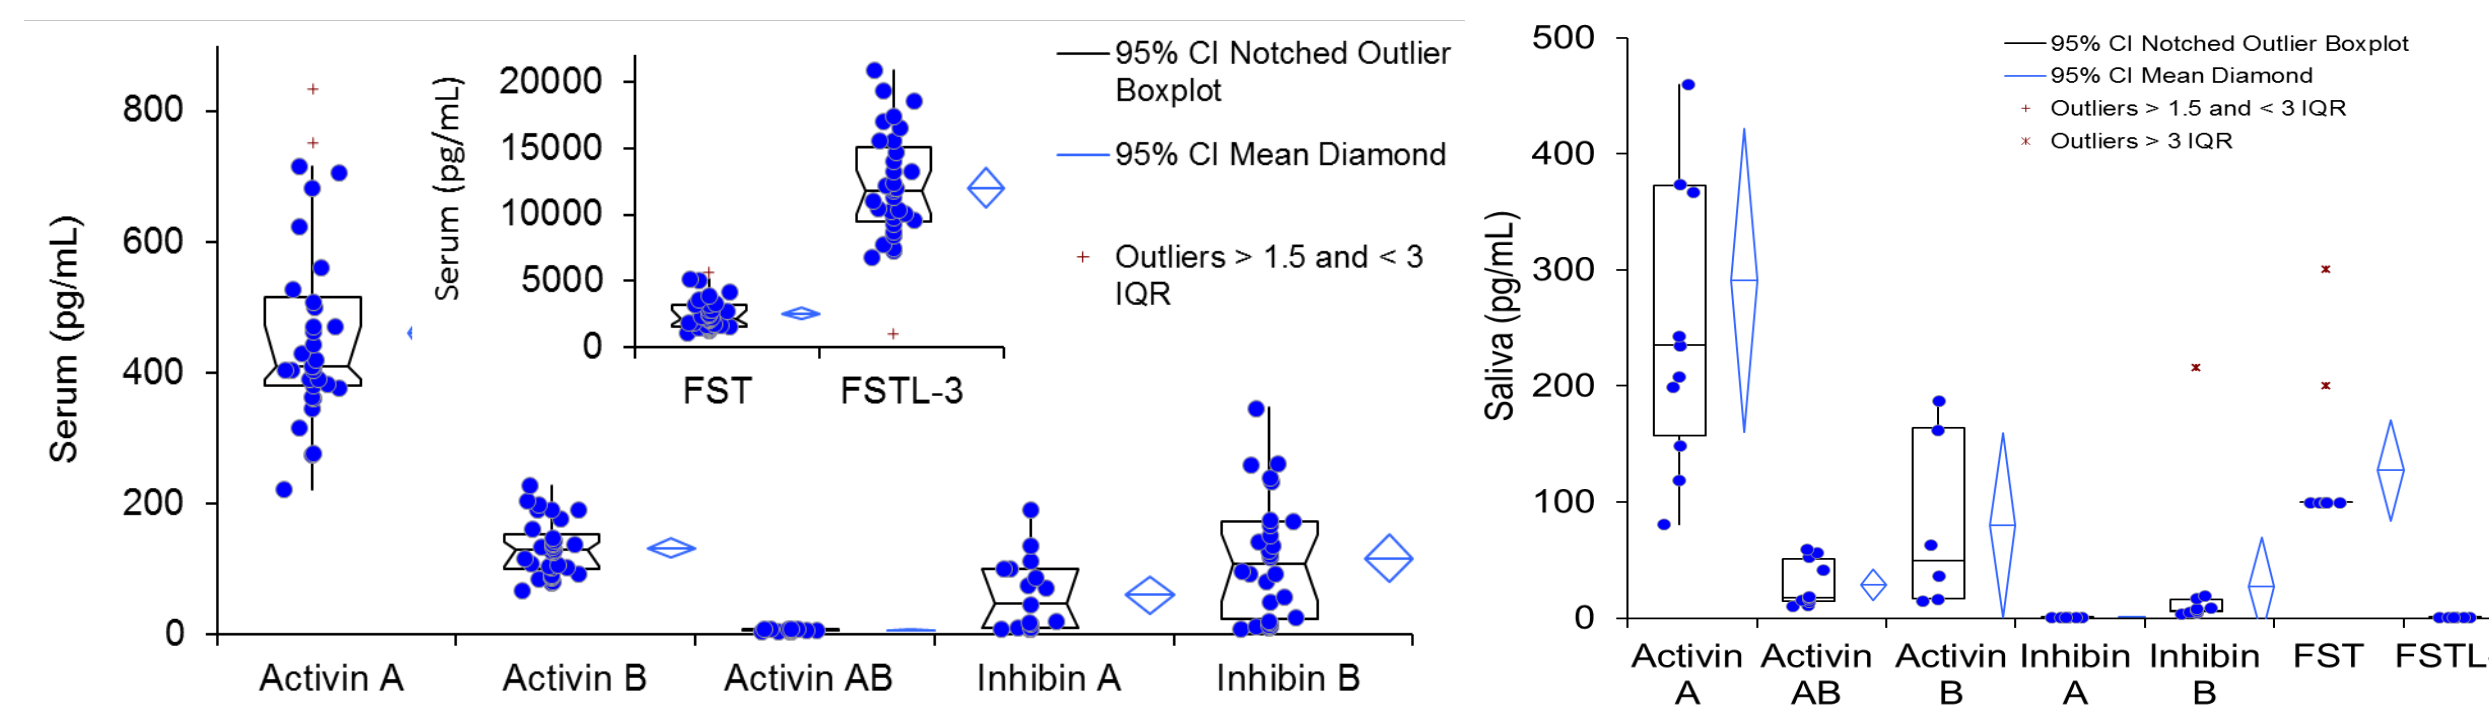 Serum (pg/mL)
800
600
400
200
0
Activin A
Activin B
Activin AB
Inhibin A
Inhibin B
Serum (pg/mL)
20000
15000
10000
5000
0
FST
FSTL-3
95% CI Notched Outlier
Boxplot
95% CI Mean Diamond
Outliers > 1.5 and < 3
IQR
Saliva (pg/mL)
500
400
300
200
100
0
Activin
A
Activin
AB
Activin
B
Inhibin
A
Inhibin
B
FST
FSTL
95% CI Notched Outlier Boxplot
95% CI Mean Diamond
Outliers > 1.5 and < 3 IQR
Outliers > 3 IQR